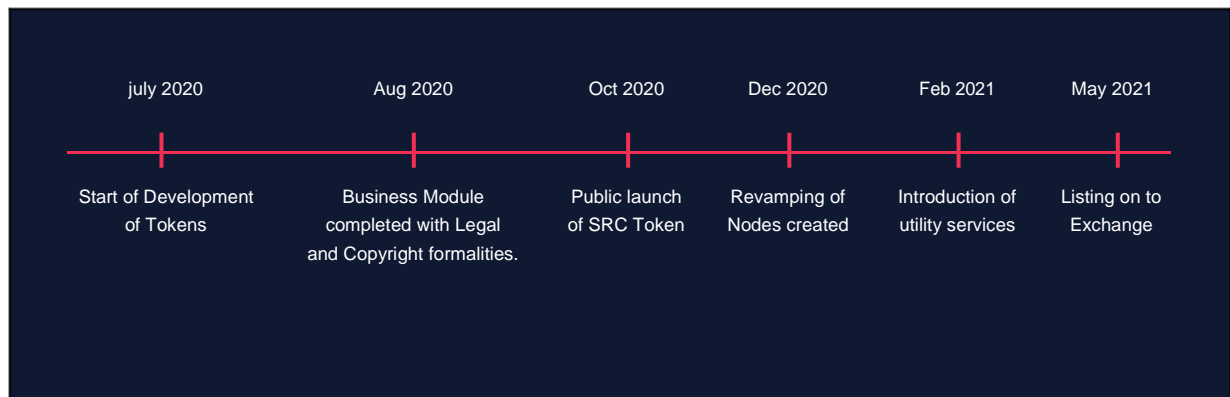 july 2020
Aug 2020
Oct 2020
Dec 2020
Feb 2021
May 2021
Start of Development
of Tokens
Business Module
completed with Legal
and Copyright formalities.
Public launch
of SRC Token
Revamping of
Nodes created
Introduction of
utility services
Listing on to
Exchange